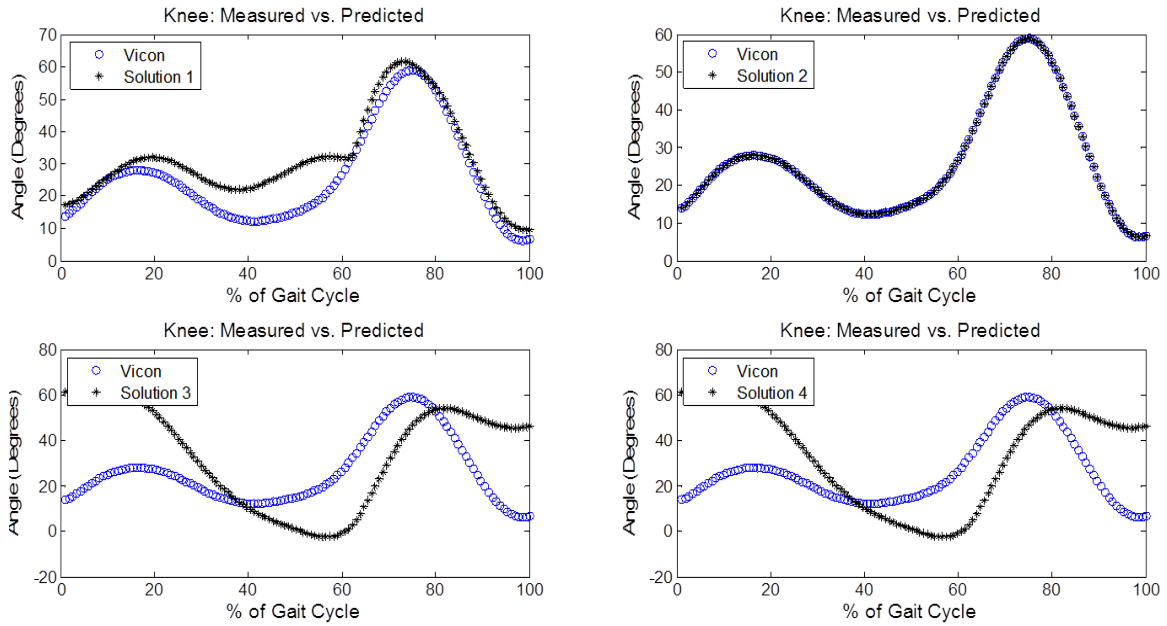 Knee: Measured vs. Predicted
70
60
50
40
30
20
10
0
Angle (Degrees)
Vicon
Solution 1
0 20 40 60 80 100
% of Gait Cycle
Knee: Measured vs. Predicted
60
50
40
30
20
10
0
Angle (Degrees)
Vicon
Solution 2
0 20 40 60 80 100
% of Gait Cycle
Knee: Measured vs. Predicted
80
60
40
20
0
-20
Angle (Degrees)
Vicon
Solution 3
0 20 40 60 80 100
% of Gait Cycle
Knee: Measured vs. Predicted
80
60
40
20
0
-20
Angle (Degrees)
Vicon
Solution 4
0 20 40 60 80 100
% of Gait Cycle